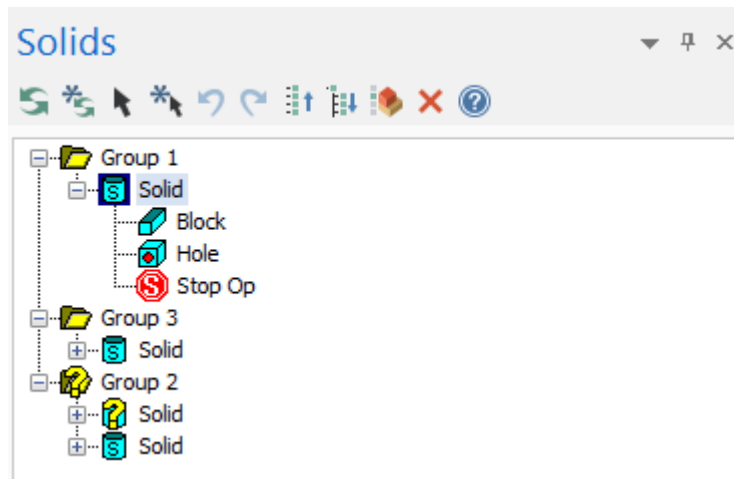 Solids
Group 1
Solid
Block
Hole
Stop Op
Group 3
Solid
Group 2
Solid
Solid